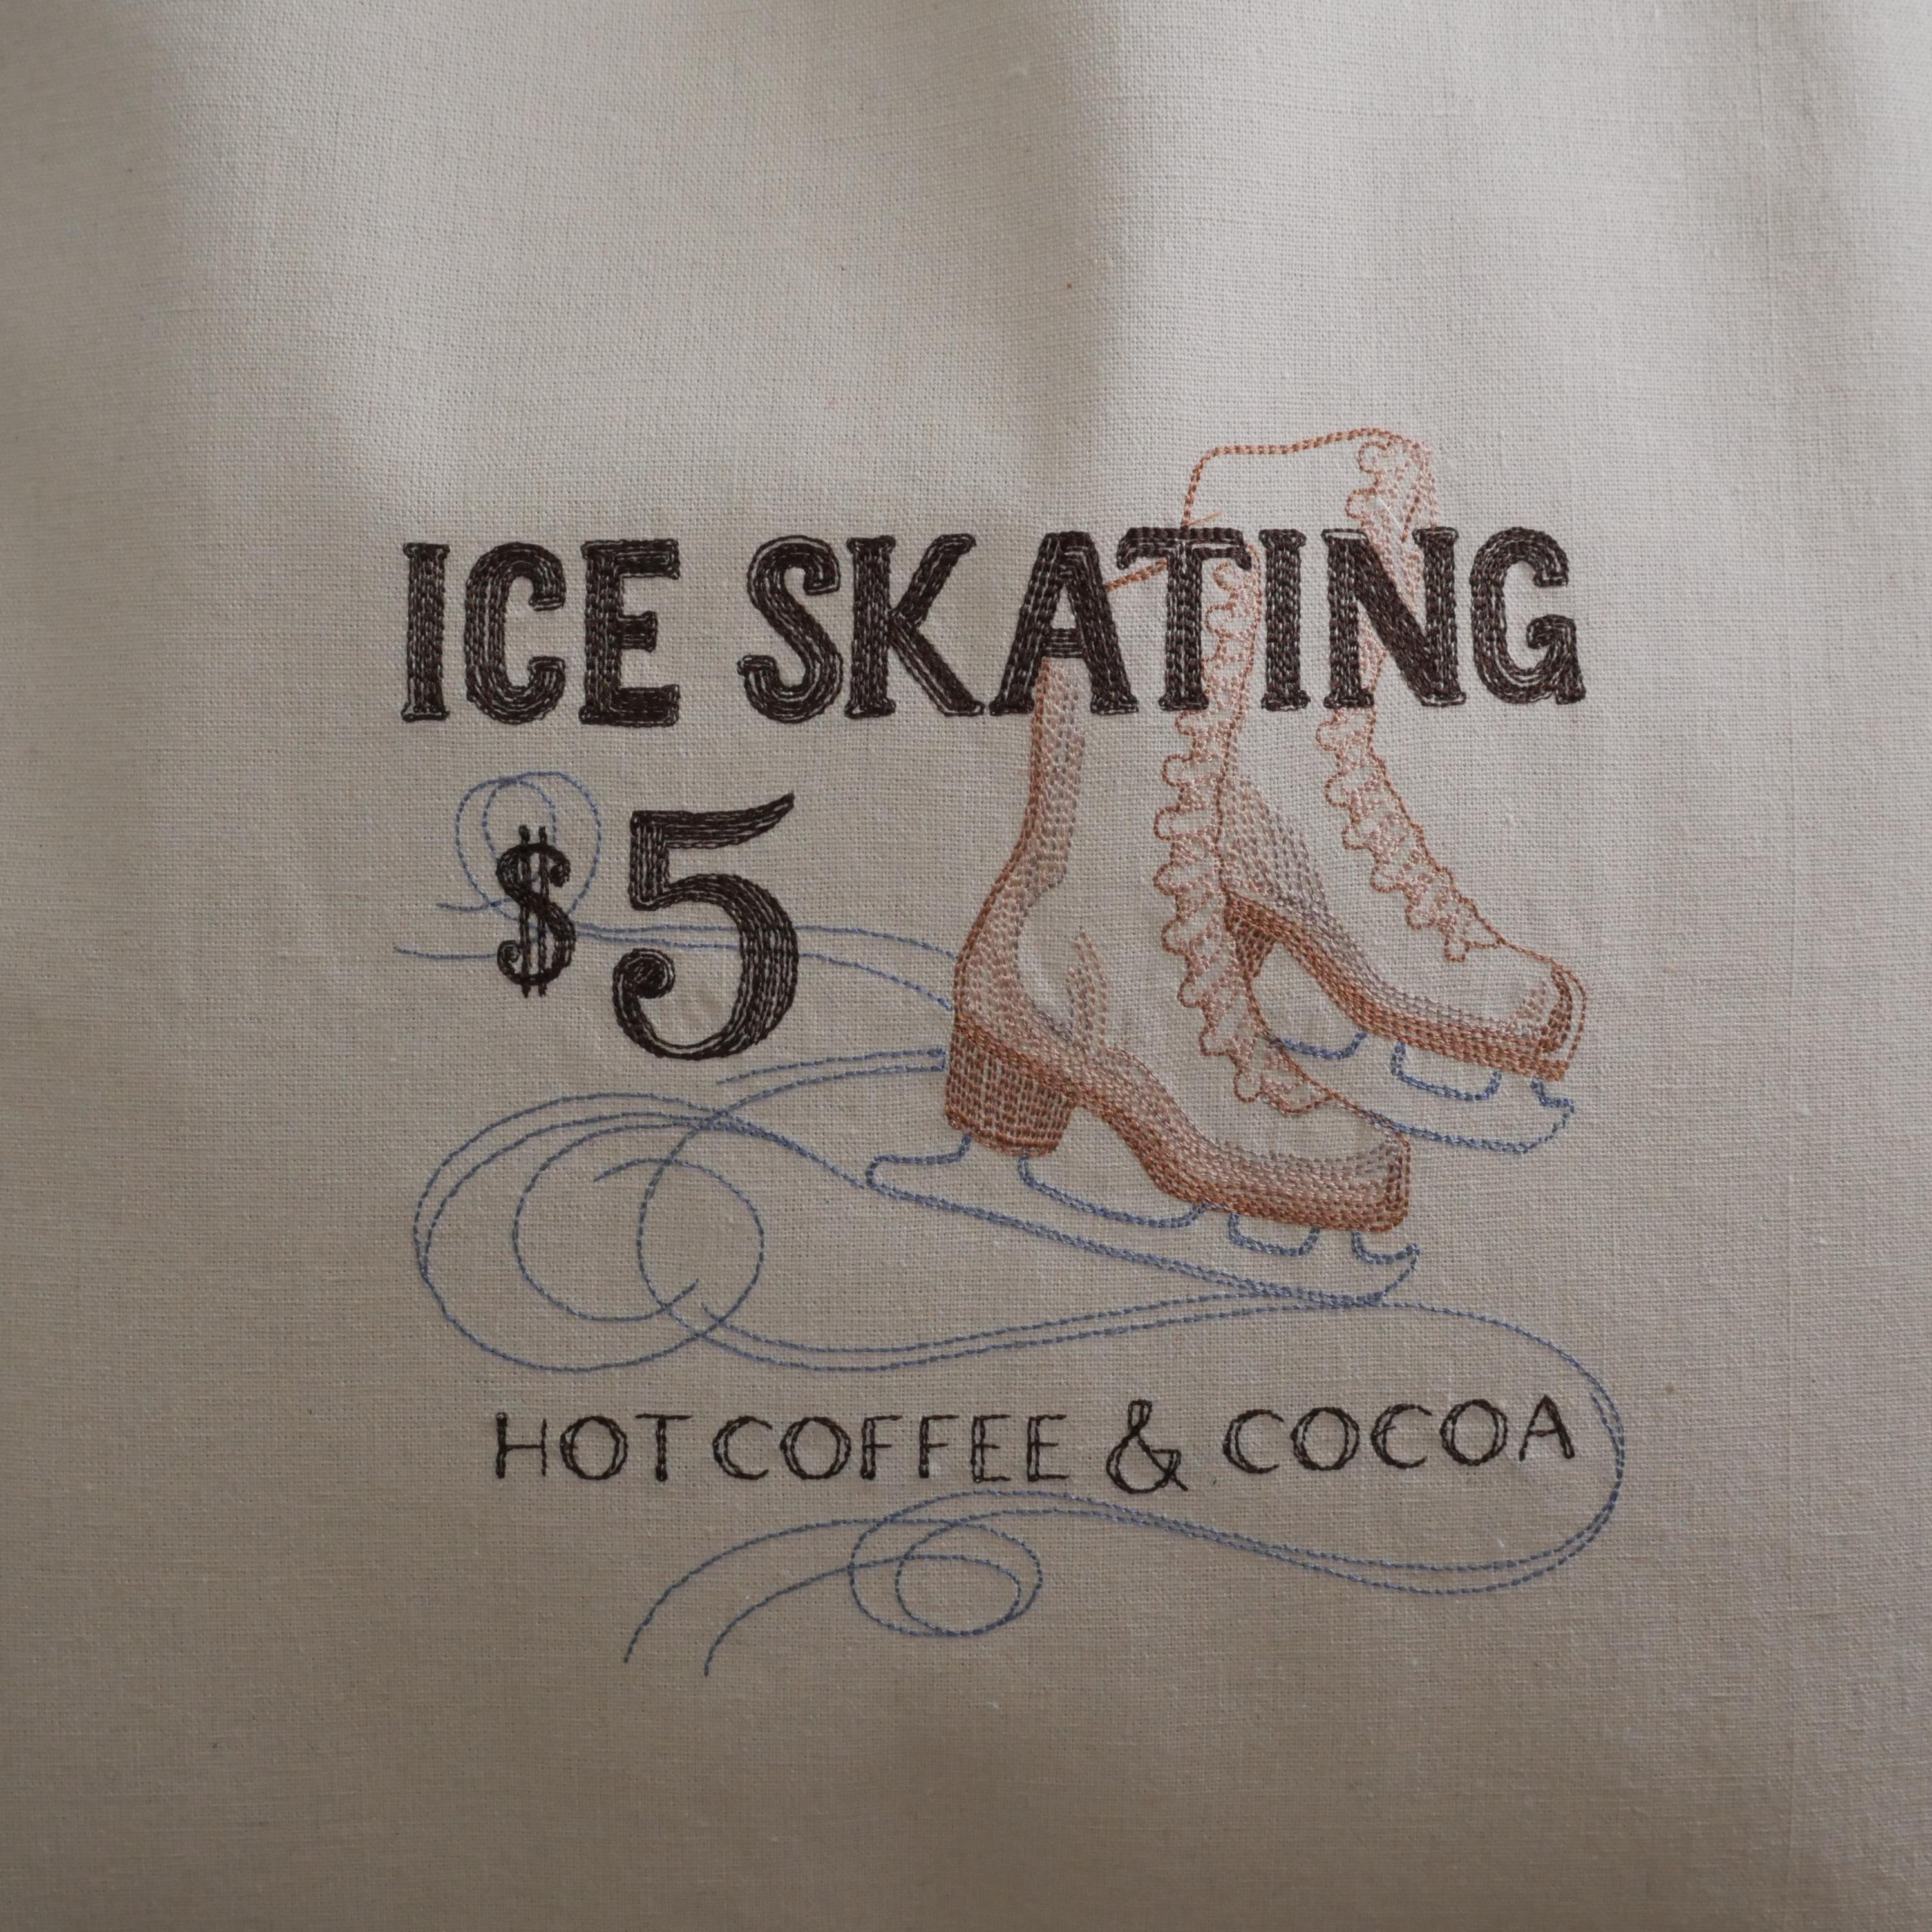 ICE SKATING
$5
HOT COFFEE & COCOA